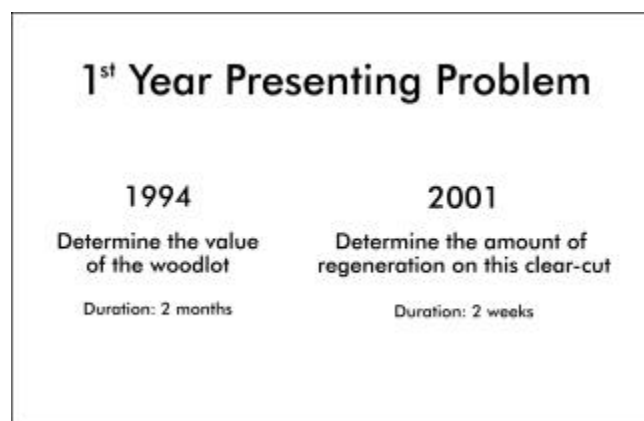 1st Year Presenting Problem
1994
Determine the value
of the woodlot
Duration: 2 months
2001
Determine the amount of
regeneration on this clear-cut
Duration: 2 weeks